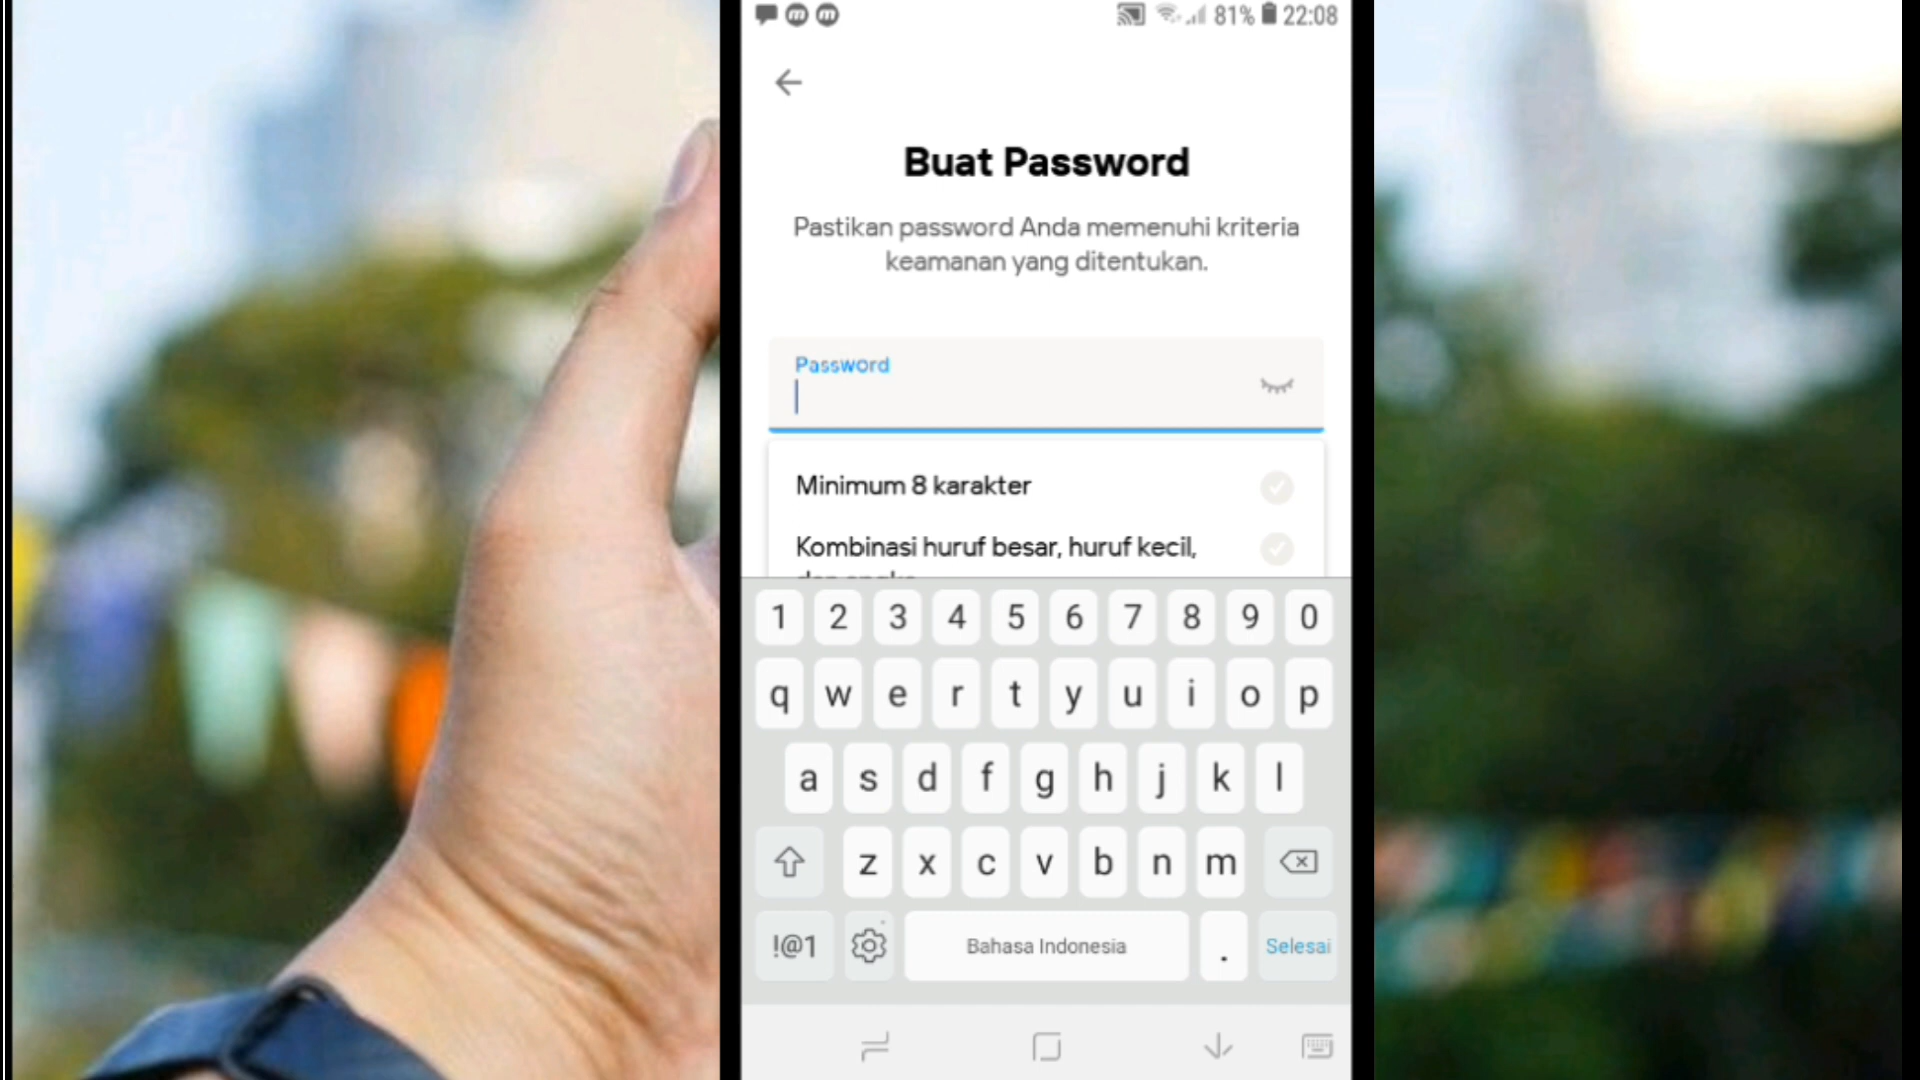 81% 22:08
Buat Password
Pastikan password Anda memenuhi kriteria
keamanan yang ditentukan.
Password
Minimum 8 karakter
Kombinasi huruf besar, huruf kecil,
1 2 3 4 5 6 7 8 9 0
q w e r t y u i o p
a s d f g h j k l
z x c v b n m
!@1 Bahasa Indonesia . Selesai